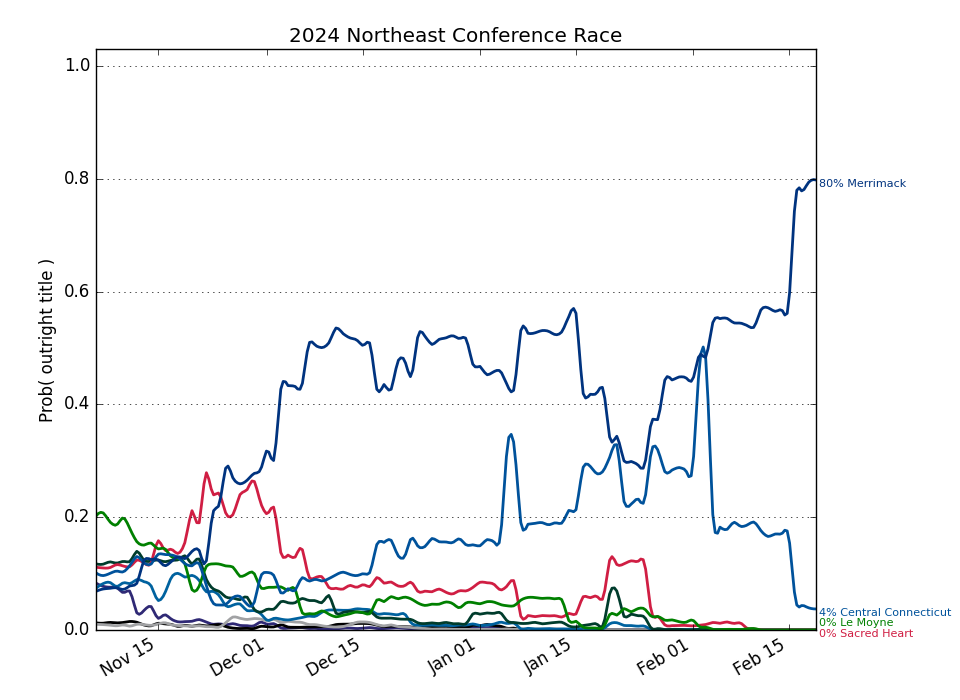 2024 Northeast Conference Race
Prob( outright title )
1.0
0.8
0.6
0.4
0.2
0.0
80% Merrimack
4% Central Connecticut
0% Le Moyne
0% Sacred Heart
Nov 15
Dec 01
Dec 15
Jan 01
Jan 15
Feb 01
Feb 15